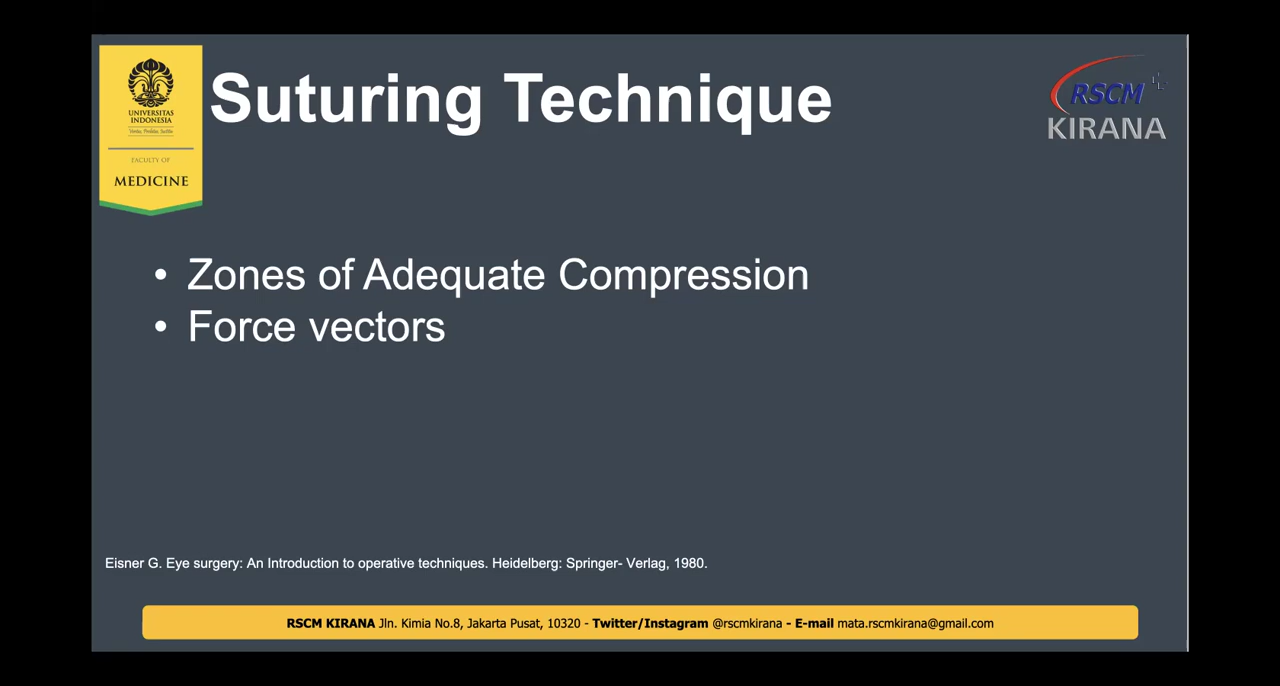 UNIVERSITAS
INDONESIA
Veritas, Probitas, Iustitia
FACULTY OF
MEDICINE
Suturing Technique
RSCM
KIRANA
• Zones of Adequate Compression
• Force vectors
Eisner G. Eye surgery: An Introduction to operative techniques. Heidelberg: Springer- Verlag, 1980.
RSCM KIRANA Jln. Kimia No.8, Jakarta Pusat, 10320 - Twitter/Instagram @rscmkirana - E-mail mata.rscmkirana@gmail.com